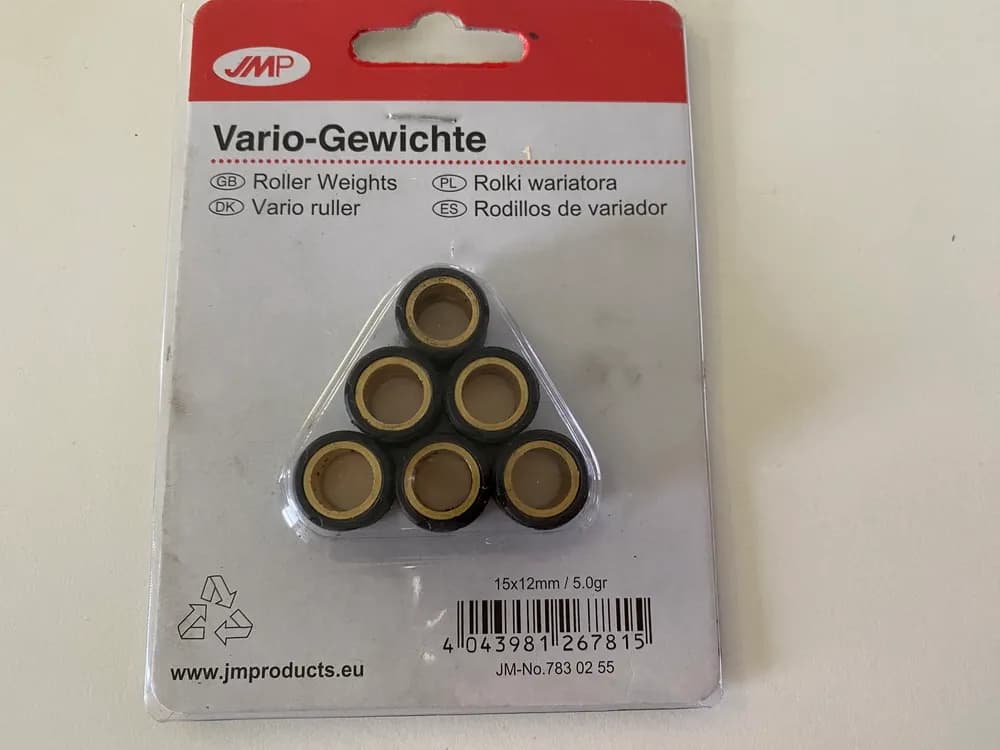 JMP
Vario-Gewichte
GB Roller Weights
PL Rolki wariatora
DK Vario ruller
ES Rodillos de variador
15x12mm / 5.0gr
4 043981 267815
www.jmproducts.eu
JM-No.783 02 55